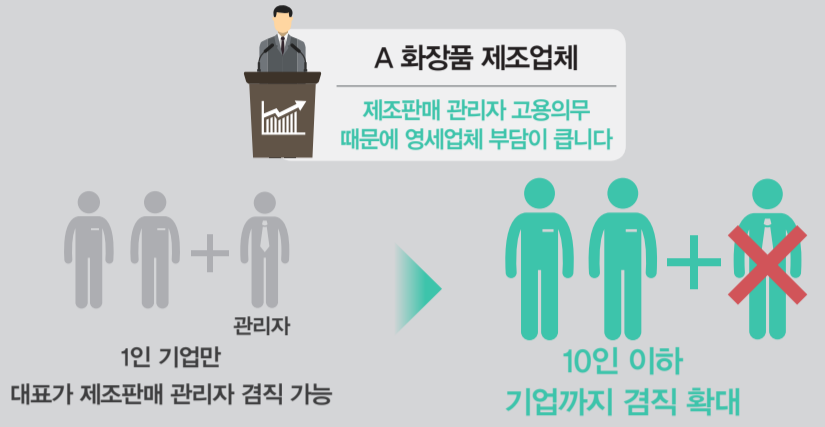 A 화장품 제조업체
제조판매 관리자 고용의무
때문에 영세업체 부담이 큽니다
관리자
1인 기업만
대표가 제조판매 관리자 겸직 가능
10인 이하
기업까지 겸직 확대